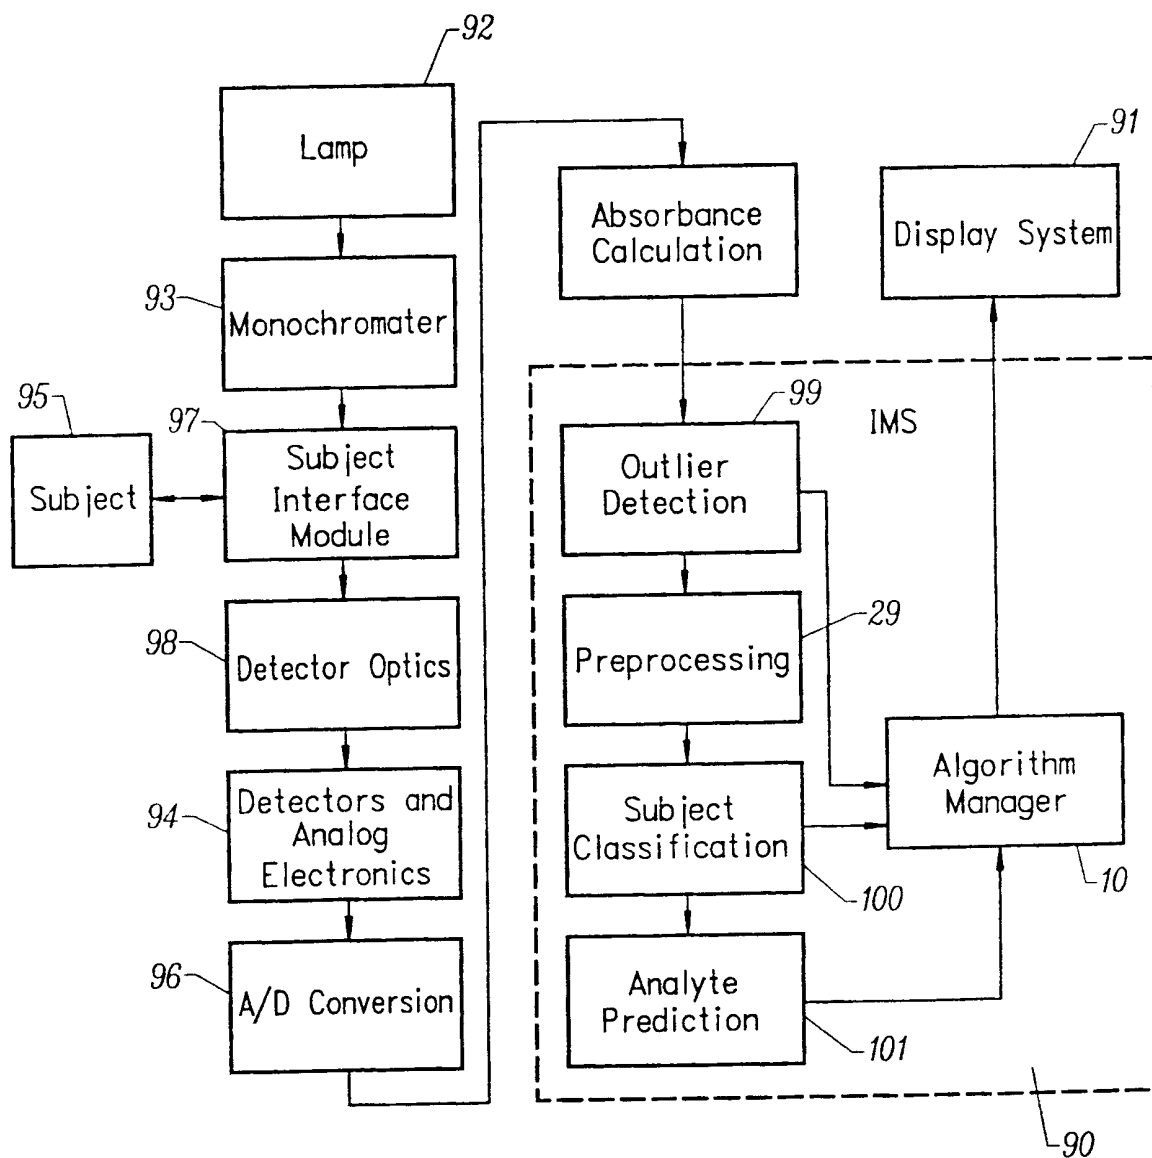 92
Lamp
93
Monochromater
95
Subject
97
Subject
Interface
Module
98
Detector Optics
94
Detectors and
Analog
Electronics
96
A/D Conversion
Absorbance
Calculation
91
Display System
IMS
99
Outlier
Detection
29
Preprocessing
Subject
Classification
100
Algorithm
Manager
10
Analyte
Prediction
101
90